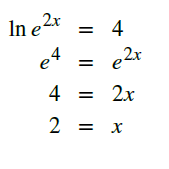 ln e^{2x} = 4
e^4 = e^{2x}
4 = 2x
2 = x